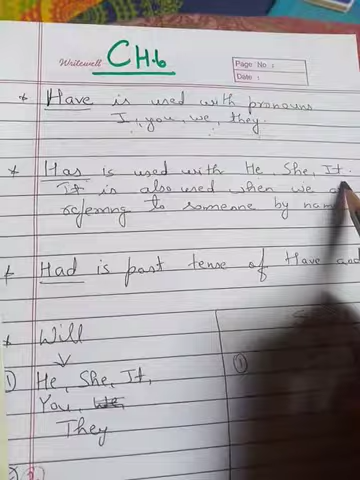 Writewell CH.6
Page No :
Date :
* Have is used with pronouns
I, you, we, they.
* Has is used with He, She, It.
It is also used when we
referring to someone by
* Had is past tense of Have and
* Will
① He, She, It,
You,
They
①